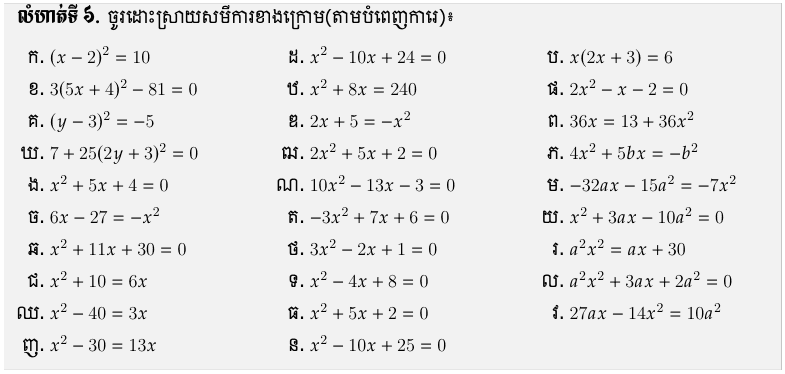 លំហាត់ទី ៦. ចូរដោះស្រាយសមីការខាងក្រោម(តាមបំពេញការេ)៖
ក. (x − 2)² = 10
ខ. 3(5x + 4)² − 81 = 0
គ. (y − 3)² = −5
ឃ. 7 + 25(2y + 3)² = 0
ង. x² + 5x + 4 = 0
ច. 6x − 27 = −x²
ឆ. x² + 11x + 30 = 0
ជ. x² + 10 = 6x
ឈ. x² − 40 = 3x
ញ. x² − 30 = 13x
ដ. x² − 10x + 24 = 0
ឋ. x² + 8x = 240
ឌ. 2x + 5 = −x²
ឍ. 2x² + 5x + 2 = 0
ណ. 10x² − 13x − 3 = 0
ត. −3x² + 7x + 6 = 0
ថ. 3x² − 2x + 1 = 0
ទ. x² − 4x + 8 = 0
ធ. x² + 5x + 2 = 0
ន. x² − 10x + 25 = 0
ប. x(2x + 3) = 6
ផ. 2x² − x − 2 = 0
ព. 36x = 13 + 36x²
ភ. 4x² + 5bx = −b²
ម. −32ax − 15a² = −7x²
យ. x² + 3ax − 10a² = 0
រ. a²x² = ax + 30
ល. a²x² + 3ax + 2a² = 0
វ. 27ax − 14x² = 10a²